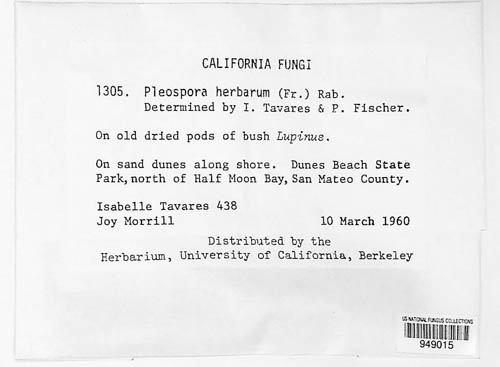 CALIFORNIA FUNGI
1305. Pleospora herbarum (Fr.) Rab.
Determined by I. Tavares & P. Fischer.
On old dried pods of bush Lupinus.
On sand dunes along shore. Dunes Beach State
Park, north of Half Moon Bay, San Mateo County.
Isabelle Tavares 438
Joy Morrill 10 March 1960
Distributed by the
Herbarium, University of California, Berkeley
US NATIONAL FUNGUS COLLECTIONS
949015